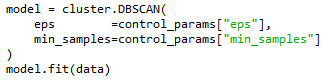 model = cluster.DBSCAN(
    eps        =control_params["eps"],
    min_samples=control_params["min_samples"]
)
model.fit(data)